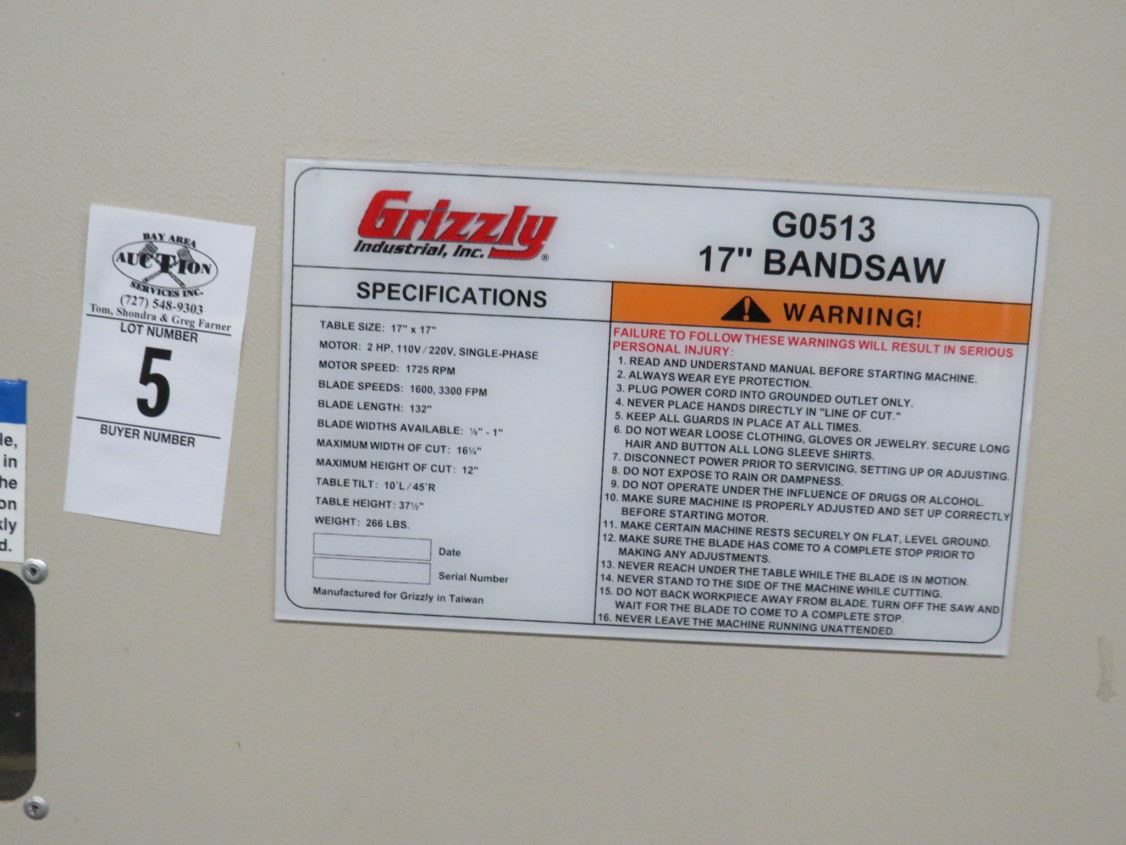 BAY AREA
AUCTION
SERVICES INC.
(727) 548-9303
Tom, Shondra & Greg Farner
LOT NUMBER
5
BUYER NUMBER
le,
in
he
on
kly
d.
Grizzly
Industrial, Inc.®
G0513
17" BANDSAW
SPECIFICATIONS
TABLE SIZE: 17" x 17"
MOTOR: 2 HP, 110V/220V, SINGLE-PHASE
MOTOR SPEED: 1725 RPM
BLADE SPEEDS: 1600, 3300 FPM
BLADE LENGTH: 132"
BLADE WIDTHS AVAILABLE: ⅛" - 1"
MAXIMUM WIDTH OF CUT: 16¼"
MAXIMUM HEIGHT OF CUT: 12"
TABLE TILT: 10°L/45°R
TABLE HEIGHT: 37½"
WEIGHT: 266 LBS.
Date
Serial Number
Manufactured for Grizzly in Taiwan
WARNING!
FAILURE TO FOLLOW THESE WARNINGS WILL RESULT IN SERIOUS
PERSONAL INJURY:
1. READ AND UNDERSTAND MANUAL BEFORE STARTING MACHINE.
2. ALWAYS WEAR EYE PROTECTION.
3. PLUG POWER CORD INTO GROUNDED OUTLET ONLY.
4. NEVER PLACE HANDS DIRECTLY IN "LINE OF CUT."
5. KEEP ALL GUARDS IN PLACE AT ALL TIMES.
6. DO NOT WEAR LOOSE CLOTHING, GLOVES OR JEWELRY. SECURE LONG
HAIR AND BUTTON ALL LONG SLEEVE SHIRTS.
7. DISCONNECT POWER PRIOR TO SERVICING, SETTING UP OR ADJUSTING.
8. DO NOT EXPOSE TO RAIN OR DAMPNESS.
9. DO NOT OPERATE UNDER THE INFLUENCE OF DRUGS OR ALCOHOL.
10. MAKE SURE MACHINE IS PROPERLY ADJUSTED AND SET UP CORRECTLY
BEFORE STARTING MOTOR.
11. MAKE CERTAIN MACHINE RESTS SECURELY ON FLAT, LEVEL GROUND.
12. MAKE SURE THE BLADE HAS COME TO A COMPLETE STOP PRIOR TO
MAKING ANY ADJUSTMENTS.
13. NEVER REACH UNDER THE TABLE WHILE THE BLADE IS IN MOTION.
14. NEVER STAND TO THE SIDE OF THE MACHINE WHILE CUTTING.
15. DO NOT BACK WORKPIECE AWAY FROM BLADE. TURN OFF THE SAW AND
WAIT FOR THE BLADE TO COME TO A COMPLETE STOP.
16. NEVER LEAVE THE MACHINE RUNNING UNATTENDED.